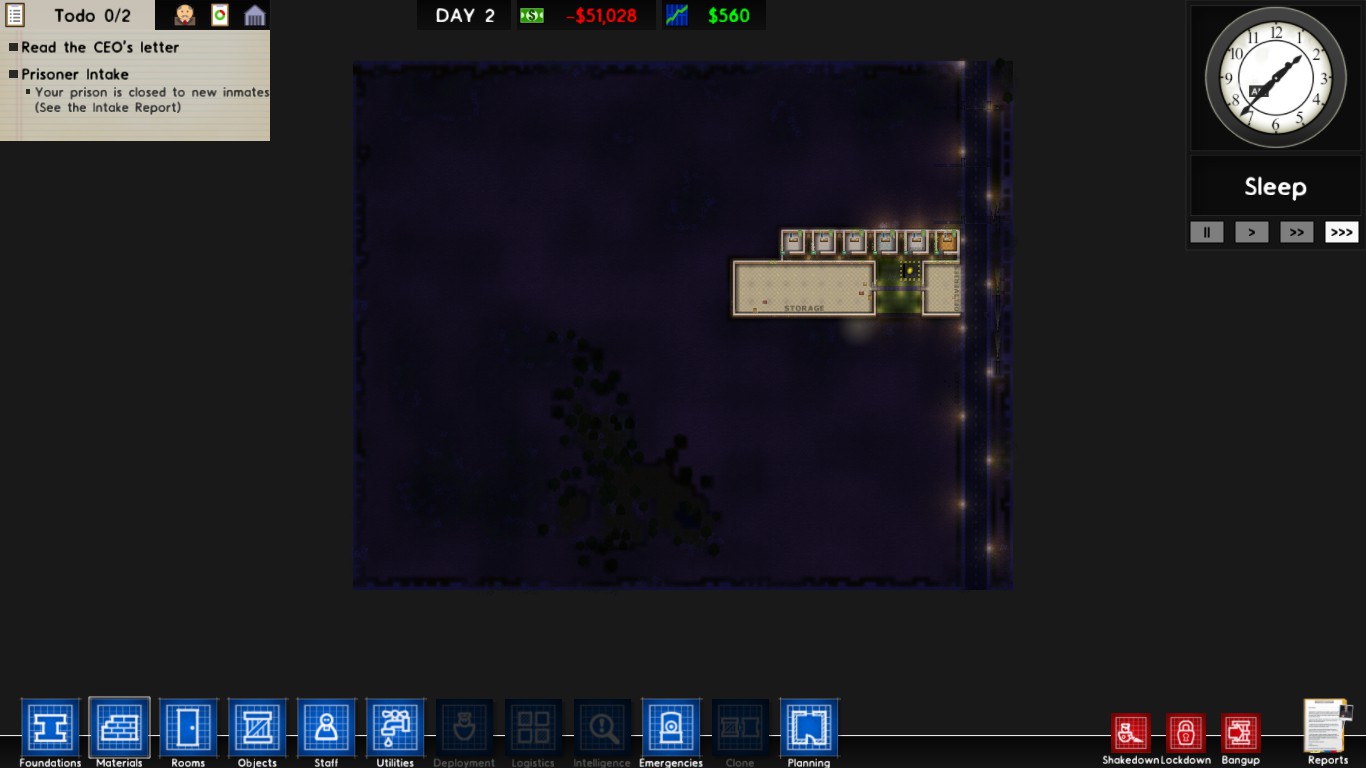 Todo 0/2
DAY 2
-$51,028
$560
Read the CEO's letter
Prisoner Intake
Your prison is closed to new inmates
(See the Intake Report)
12
1
2
3
4
5
6
7
8
9
10
11
Sleep
STORAGE
DELIVERIES
Foundations
Materials
Rooms
Objects
Staff
Utilities
Deployment
Logistics
Intelligence
Emergencies
Clone
Planning
Shakedown
Lockdown
Bangup
Reports